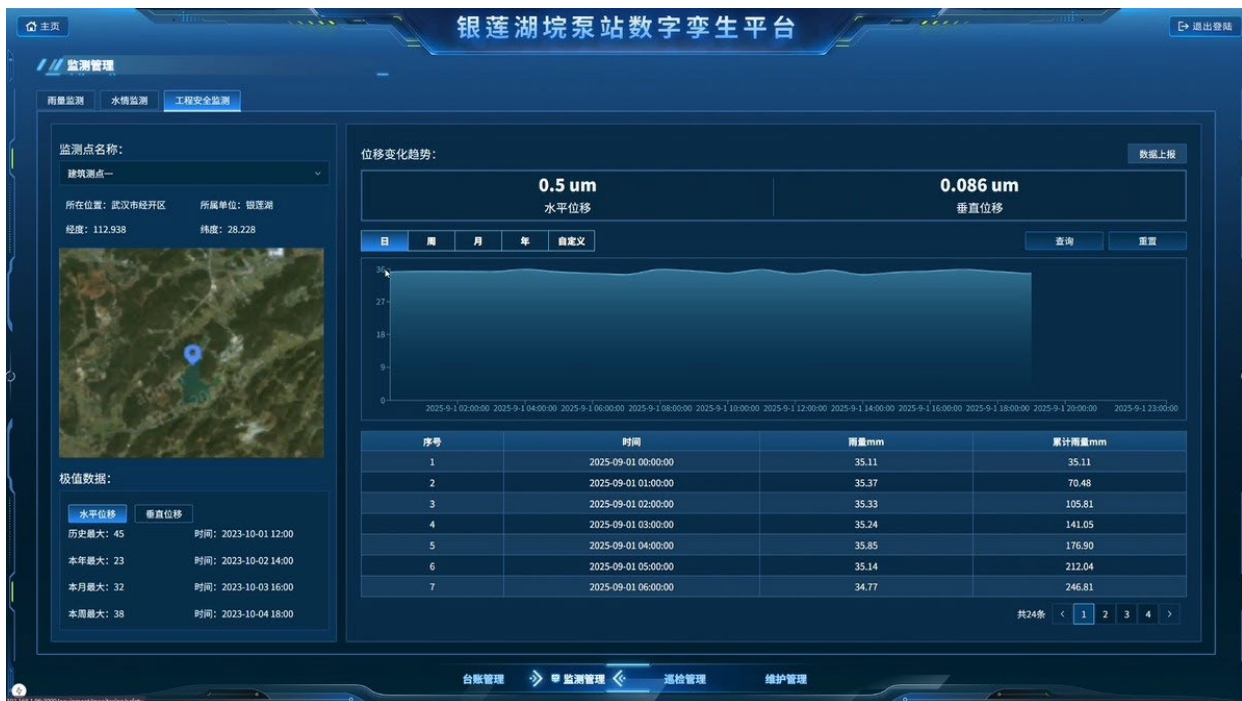 主页
银莲湖垸泵站数字孪生平台
退出登陆
监测管理
雨量监测 水情监测 工程安全监测
监测点名称：
建筑测点一
所在位置：武汉市经开区 所属单位：银莲湖
经度：112.938 纬度：28.228
极值数据：
水平位移 垂直位移
历史最大：45 时间：2023-10-01 12:00
本年最大：23 时间：2023-10-02 14:00
本月最大：32 时间：2023-10-03 16:00
本周最大：38 时间：2023-10-04 18:00
位移变化趋势：
数据上报
0.5 um 0.086 um
水平位移 垂直位移
日 周 月 年 自定义 查询 重置
36
27
18
9
0
2025-9-1 02:00:00 2025-9-1 04:00:00 2025-9-1 06:00:00 2025-9-1 08:00:00 2025-9-1 10:00:00 2025-9-1 12:00:00 2025-9-1 14:00:00 2025-9-1 16:00:00 2025-9-1 18:00:00 2025-9-1 20:00:00 2025-9-1 23:00:00
序号 时间 雨量mm 累计雨量mm
1 2025-09-01 00:00:00 35.11 35.11
2 2025-09-01 01:00:00 35.37 70.48
3 2025-09-01 02:00:00 35.33 105.81
4 2025-09-01 03:00:00 35.24 141.05
5 2025-09-01 04:00:00 35.85 176.90
6 2025-09-01 05:00:00 35.14 212.04
7 2025-09-01 06:00:00 34.77 246.81
共24条 < 1 2 3 4 >
台账管理 监测管理 巡检管理 维护管理